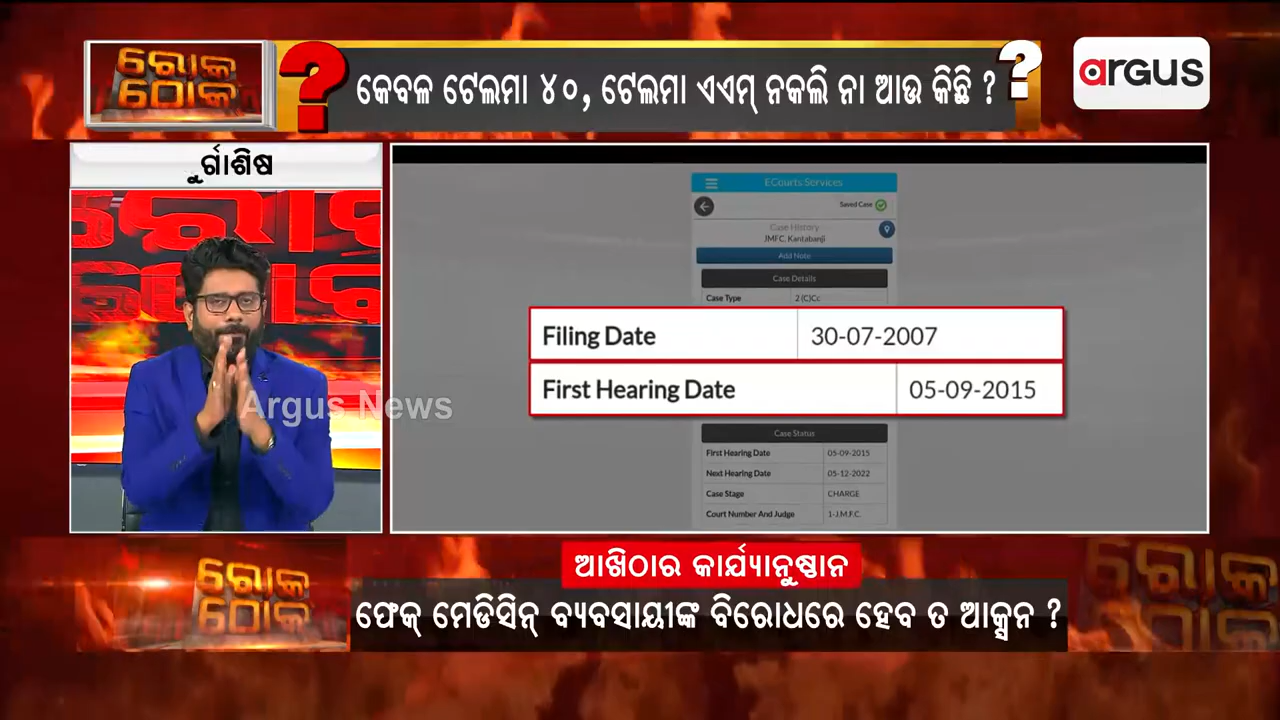 ରୋକ
ଠୋକ
? କେବଳ ଟେଲମା ୪୦, ଟେଲମା ଏଏମ୍ ନକଲି ନା ଆଉ କିଛି ? ?
argus
ର୍ଗାଶିଷ
ରୋକ
ଠୋକ
ECourts Services
Saved Case
Case History
JMFC, Kantabanji
Add Note
Case Details
Case Type 2 (C)Cc
Filing Date 30-07-2007
First Hearing Date 05-09-2015
Argus News
Case Status
First Hearing Date 05-09-2015
Next Hearing Date 05-12-2022
Case Stage CHARGE
Court Number And Judge 1-J.M.F.C.
ଆଖିଠାର କାର୍ଯ୍ୟାନୁଷ୍ଠାନ
ରୋକ
ଠୋକ
ଫେକ୍ ମେଡିସିନ୍ ବ୍ୟବସାୟୀଙ୍କ ବିରୋଧରେ ହେବ ତ ଆକ୍ସନ ?
ରୋକ
ଠୋକ